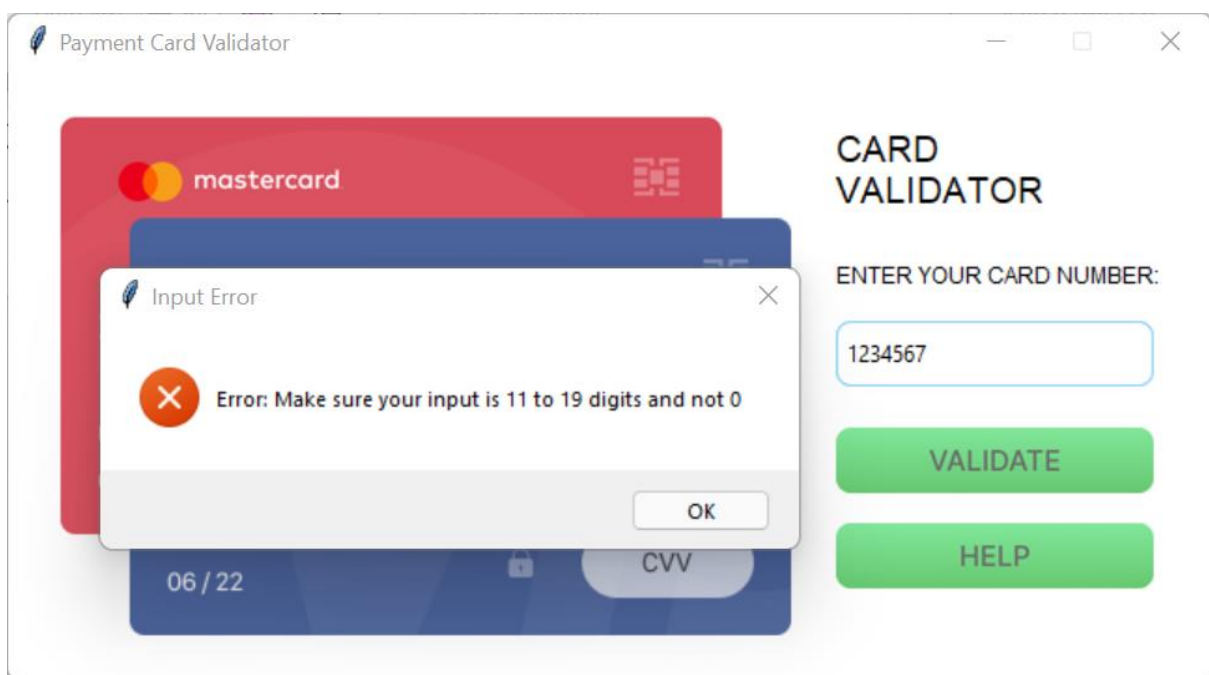 Payment Card Validator
mastercard
CARD
VALIDATOR
ENTER YOUR CARD NUMBER:
1234567
VALIDATE
HELP
Input Error
Error: Make sure your input is 11 to 19 digits and not 0
OK
06 / 22
CVV